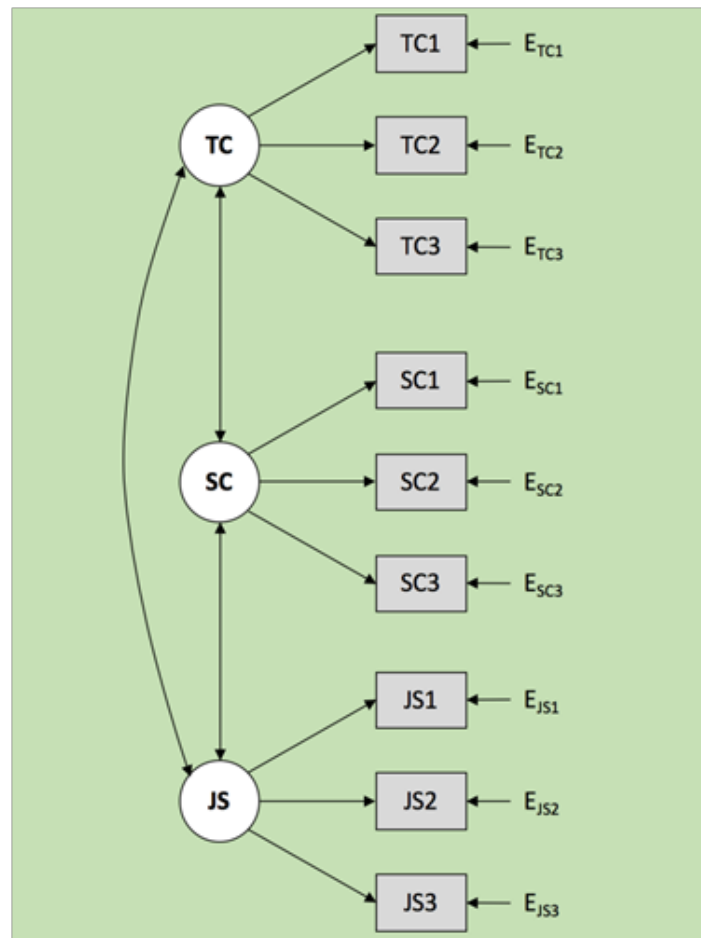 TC1 E_TC1
TC
TC2 E_TC2
TC3 E_TC3
SC1 E_SC1
SC
SC2 E_SC2
SC3 E_SC3
JS1 E_JS1
JS
JS2 E_JS2
JS3 E_JS3